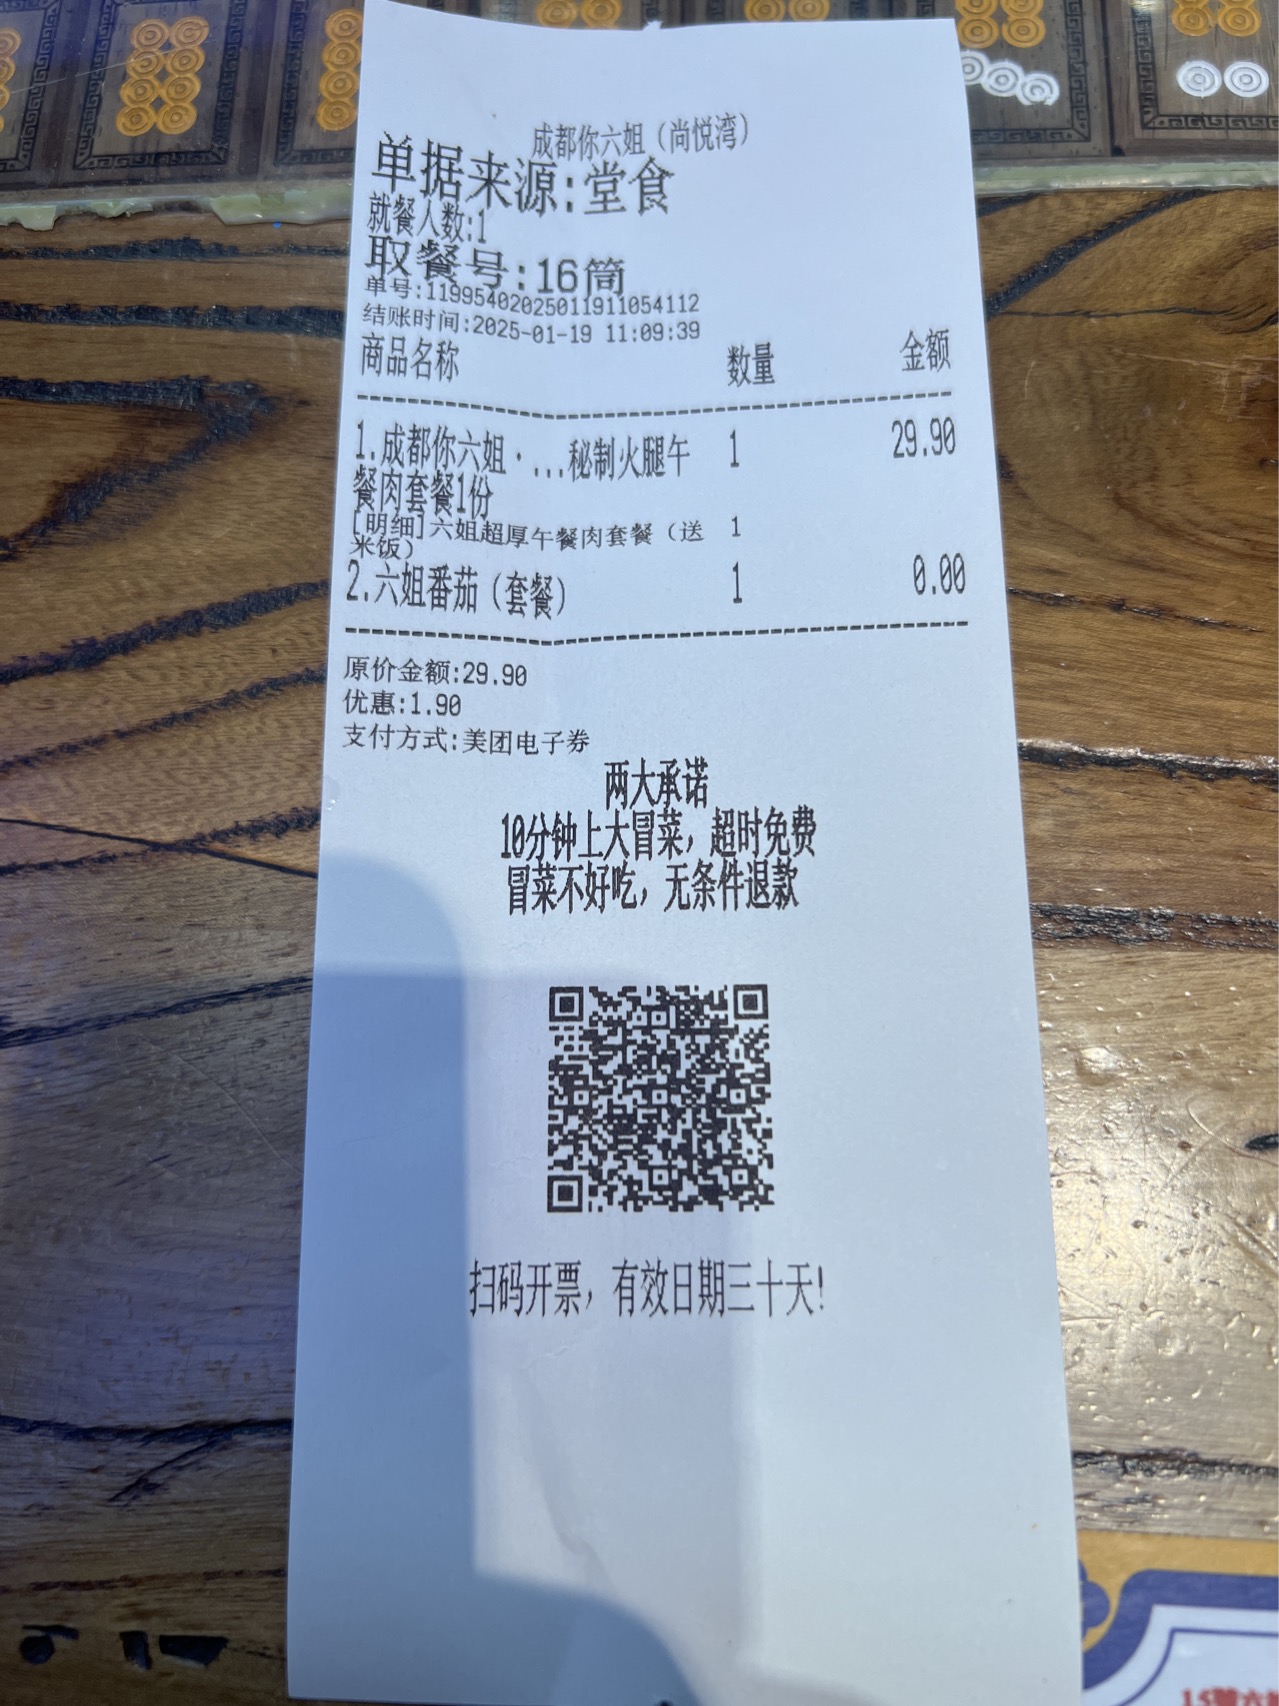 成都你六姐（尚悦湾）
单据来源:堂食
就餐人数:1
取餐号:16筒
单号:11995402025011911054112
结账时间:2025-01-19 11:09:39
商品名称 数量 金额
1.成都你六姐·...秘制火腿午 1 29.90
餐肉套餐1份
[明细]六姐超厚午餐肉套餐（送 1
米饭）
2.六姐番茄（套餐） 1 0.00
原价金额:29.90
优惠:1.90
支付方式:美团电子券
两大承诺
10分钟上大冒菜，超时免费
冒菜不好吃，无条件退款
扫码开票，有效日期三十天!